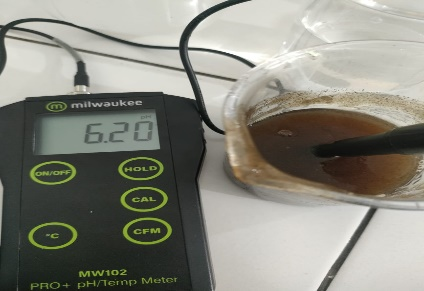 milwaukee
pH
6.20
ON/OFF
HOLD
CAL
°C
CFM
MW102
PRO+ pH/Temp Meter